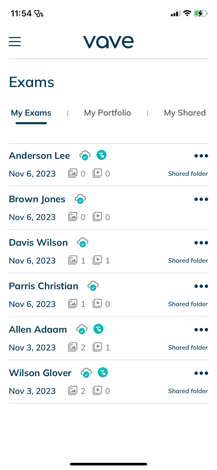 11:54
vave
Exams
My Exams | My Portfolio | My Shared
Anderson Lee
Nov 6, 2023 0 0 Shared folder
Brown Jones
Nov 6, 2023 0 0
Davis Wilson
Nov 6, 2023 1 1 Shared folder
Parris Christian
Nov 6, 2023 1 0 Shared folder
Allen Adaam
Nov 3, 2023 2 1 Shared folder
Wilson Glover
Nov 3, 2023 2 0 Shared folder